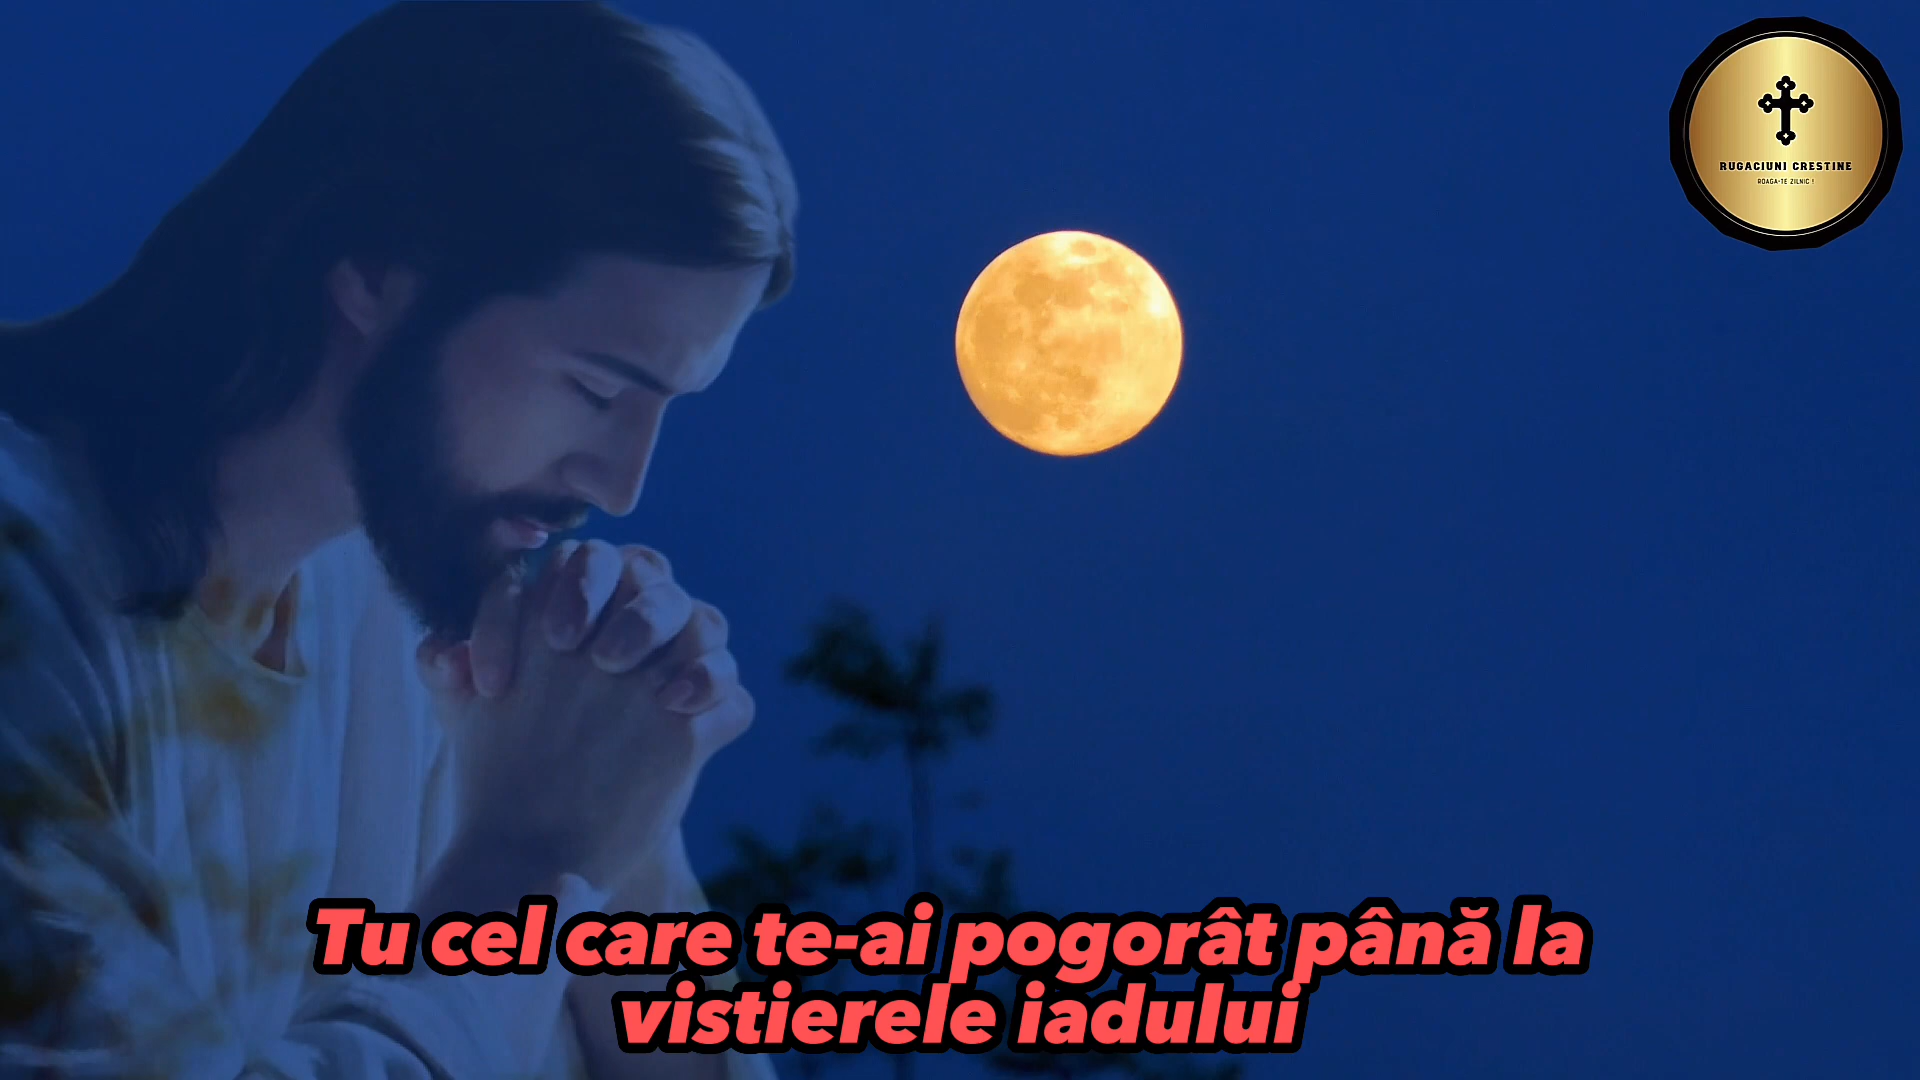 RUGACIUNI CRESTINE
ROAGA-TE ZILNIC !
Tu cel care te-ai pogorât până la
vistierele iadului